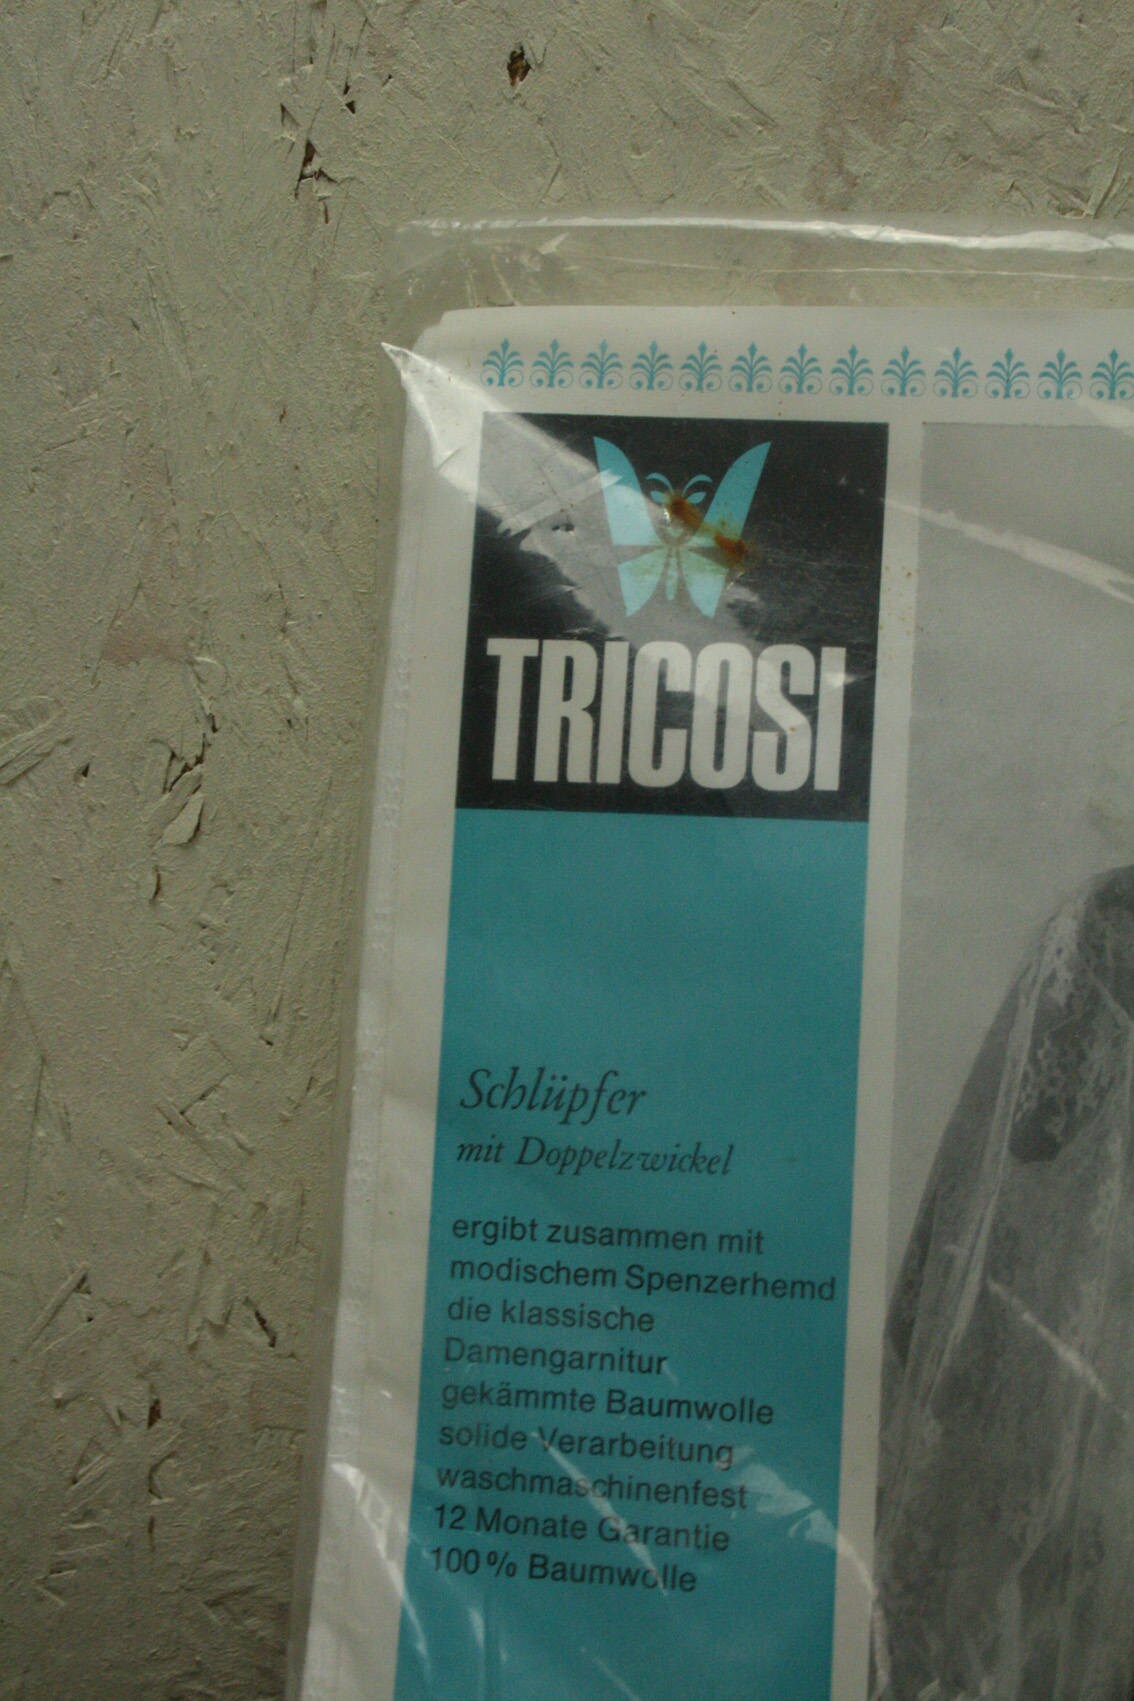 TRICOSI
Schlüpfer
mit Doppelzwickel
ergibt zusammen mit
modischem Spenzerhemd
die klassische
Damengarnitur
gekämmte Baumwolle
solide Verarbeitung
waschmaschinenfest
12 Monate Garantie
100 % Baumwolle